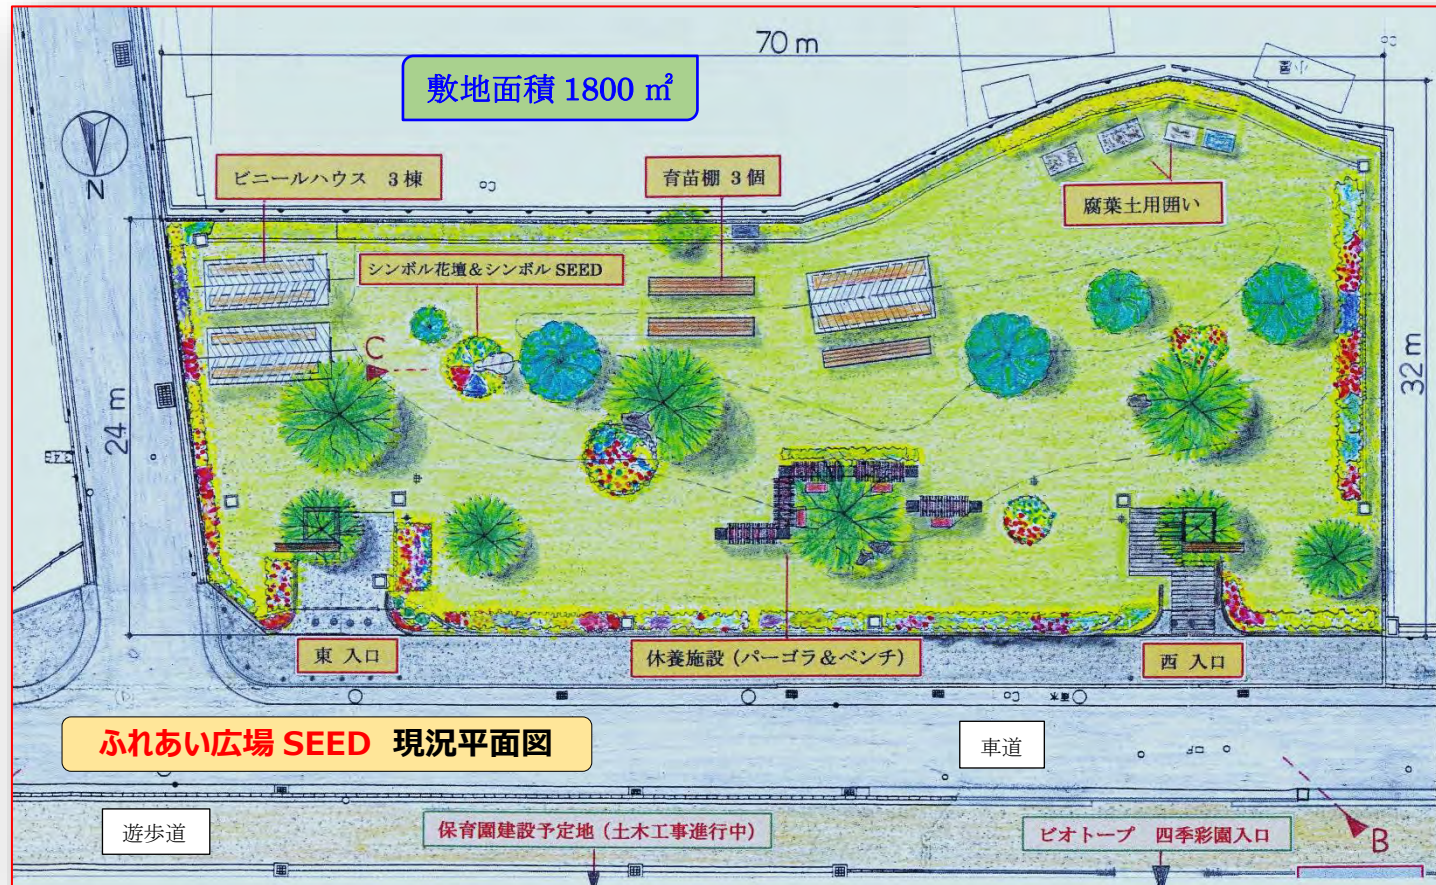 70 m
敷地面積 1800 ㎡
N
ビニールハウス 3棟
育苗棚 3個
腐葉土用囲い
シンボル花壇&シンボル SEED
C
24 m
32 m
東 入口
休養施設 (パーゴラ&ベンチ)
西 入口
ふれあい広場 SEED 現況平面図
車道
遊歩道
保育園建設予定地 (土木工事進行中)
ビオトープ 四季彩園入口
B